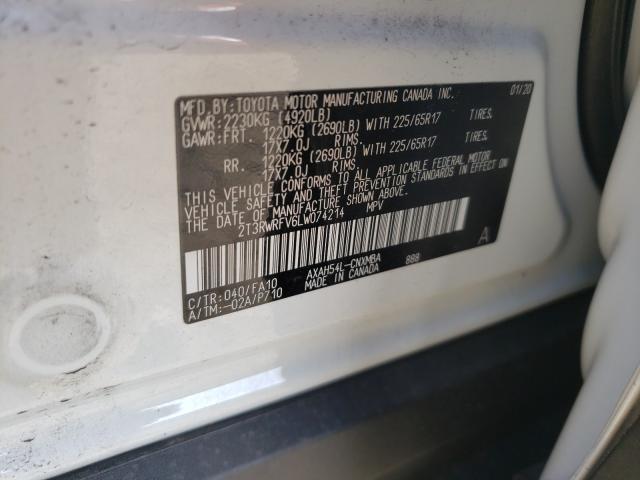 MFD.BY:TOYOTA MOTOR MANUFACTURING CANADA INC. 01/20
GVWR:2230KG (4920LB)
GAWR:FRT. 1220KG (2690LB) WITH 225/65R17 TIRES.
17X7.0J RIMS.
RR. 1220KG (2690LB) WITH 225/65R17 TIRES.
17X7.0J RIMS.
THIS VEHICLE CONFORMS TO ALL APPLICABLE FEDERAL MOTOR
VEHICLE SAFETY AND THEFT PREVENTION STANDARDS IN EFFECT ON
THE DATE OF MANUFACTURE SHOWN ABOVE.
2T3RWRFV6LW074214 MPV
A
C/TR:040/FA10 AXAH54L-CNXMBA 888
A/TM:-02A/P710 MADE IN CANADA